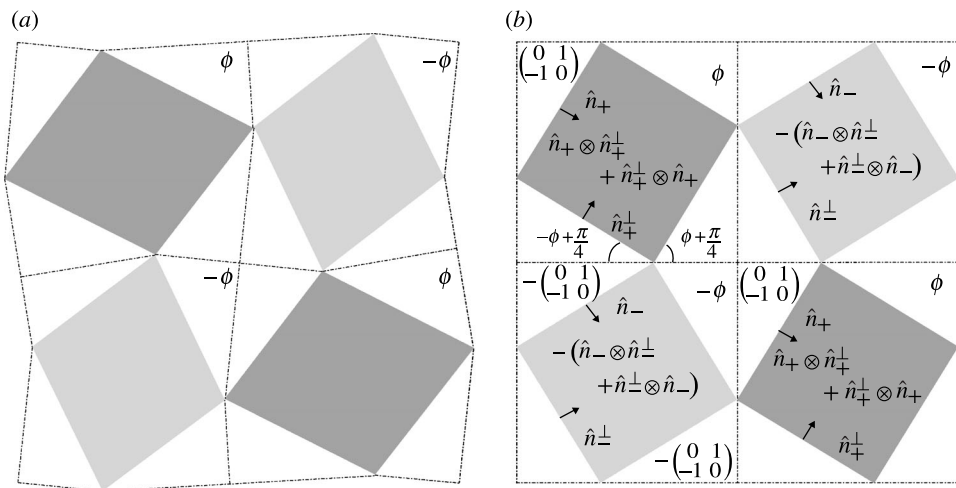 (a)
ϕ
−ϕ
−ϕ
ϕ
(b)
(0 1
−1 0)
ϕ
n̂₊
n̂₊ ⊗ n̂₊^⊥
+ n̂₊^⊥ ⊗ n̂₊
n̂₊^⊥
−ϕ+π/4
ϕ+π/4
−ϕ
n̂₋
−(n̂₋ ⊗ n̂₋^⊥
+ n̂₋^⊥ ⊗ n̂₋)
n̂₋^⊥
−(0 1
−1 0)
−ϕ
n̂₋
−(n̂₋ ⊗ n̂₋^⊥
+ n̂₋^⊥ ⊗ n̂₋)
n̂₋^⊥
−(0 1
−1 0)
(0 1
−1 0)
ϕ
n̂₊
n̂₊ ⊗ n̂₊^⊥
+ n̂₊^⊥ ⊗ n̂₊
n̂₊^⊥